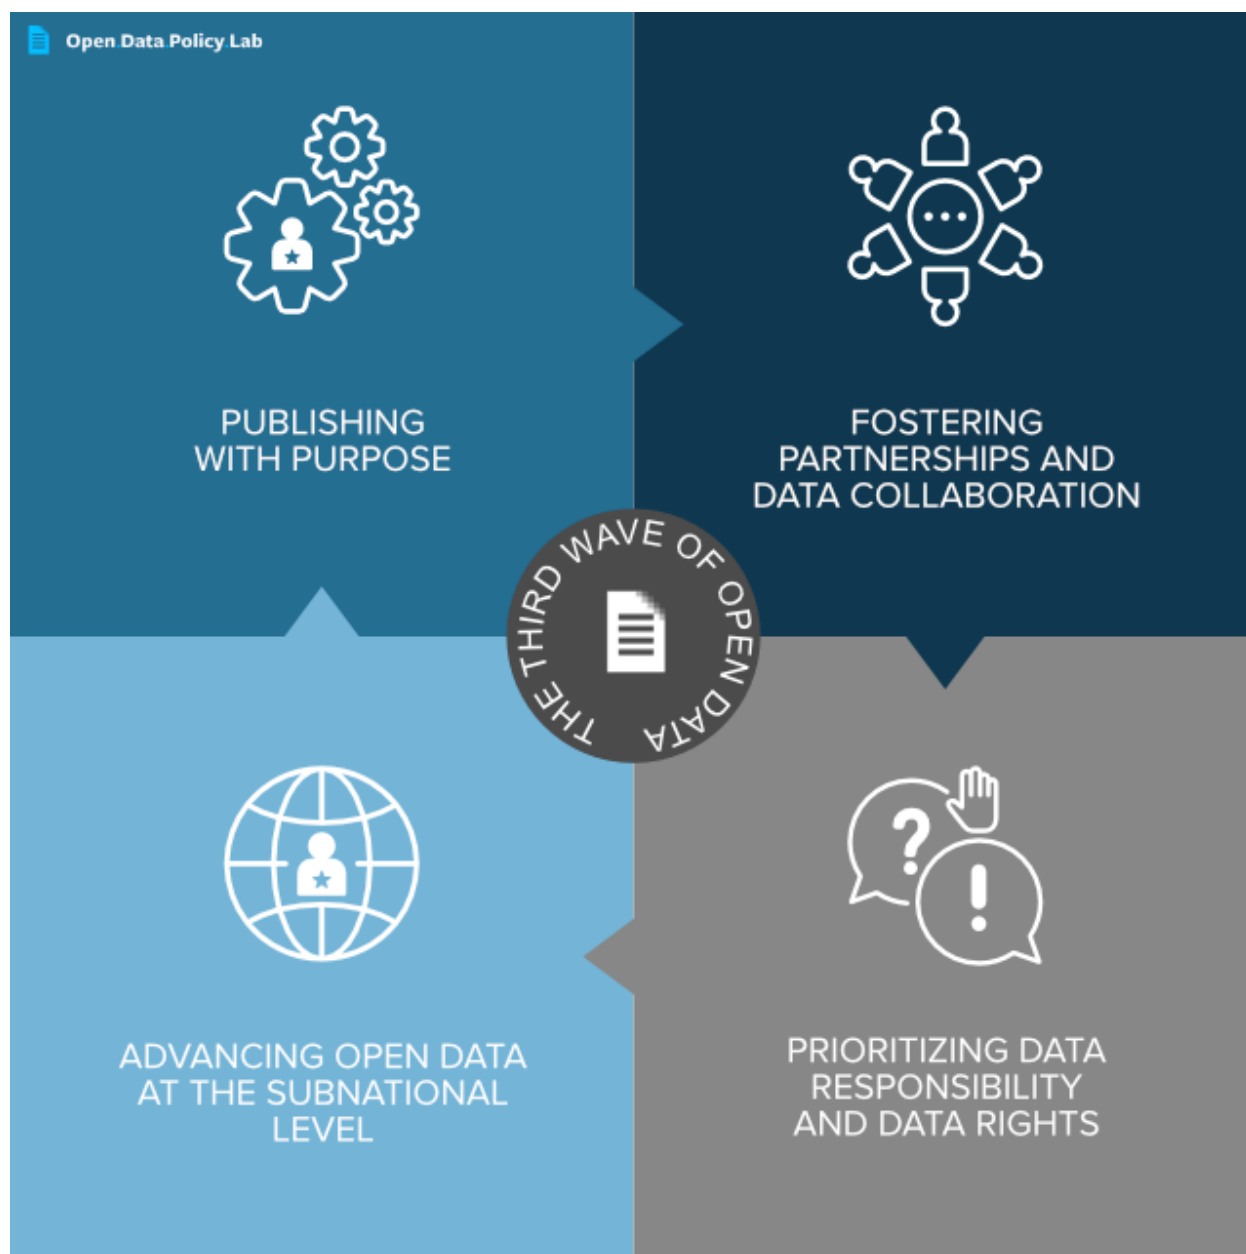 Open.Data.Policy.Lab
PUBLISHING
WITH PURPOSE
FOSTERING
PARTNERSHIPS AND
DATA COLLABORATION
THE THIRD WAVE OF OPEN DATA
ADVANCING OPEN DATA
AT THE SUBNATIONAL
LEVEL
PRIORITIZING DATA
RESPONSIBILITY
AND DATA RIGHTS